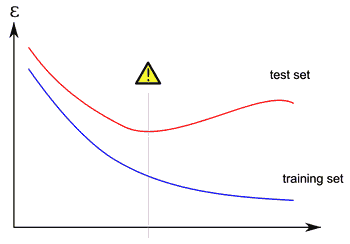 ε
!
test set
training set